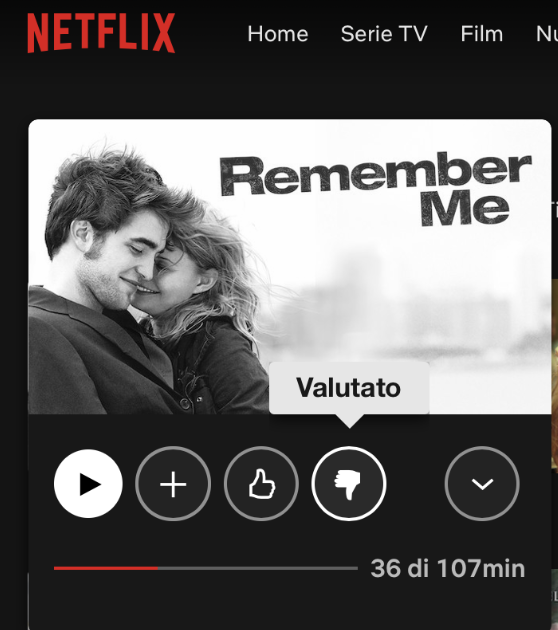 NETFLIX
Home Serie TV Film
Remember
Me
Valutato
36 di 107min